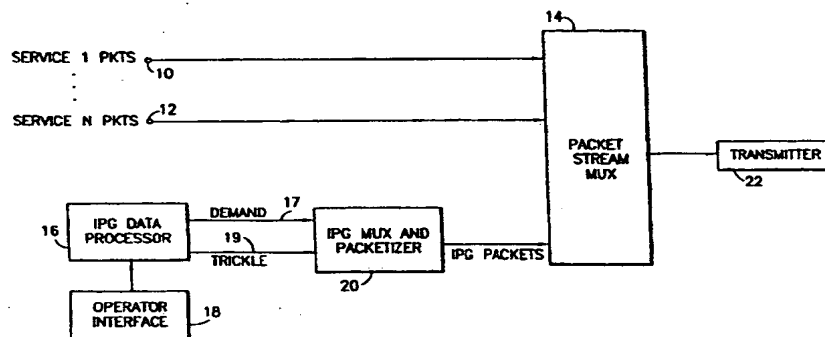 14
SERVICE 1 PKTS
10
SERVICE N PKTS
12
PACKET
STREAM
MUX
TRANSMITTER
22
IPG DATA
PROCESSOR
16
DEMAND
17
19
TRICKLE
IPG MUX AND
PACKETIZER
20
IPG PACKETS
OPERATOR
INTERFACE
18